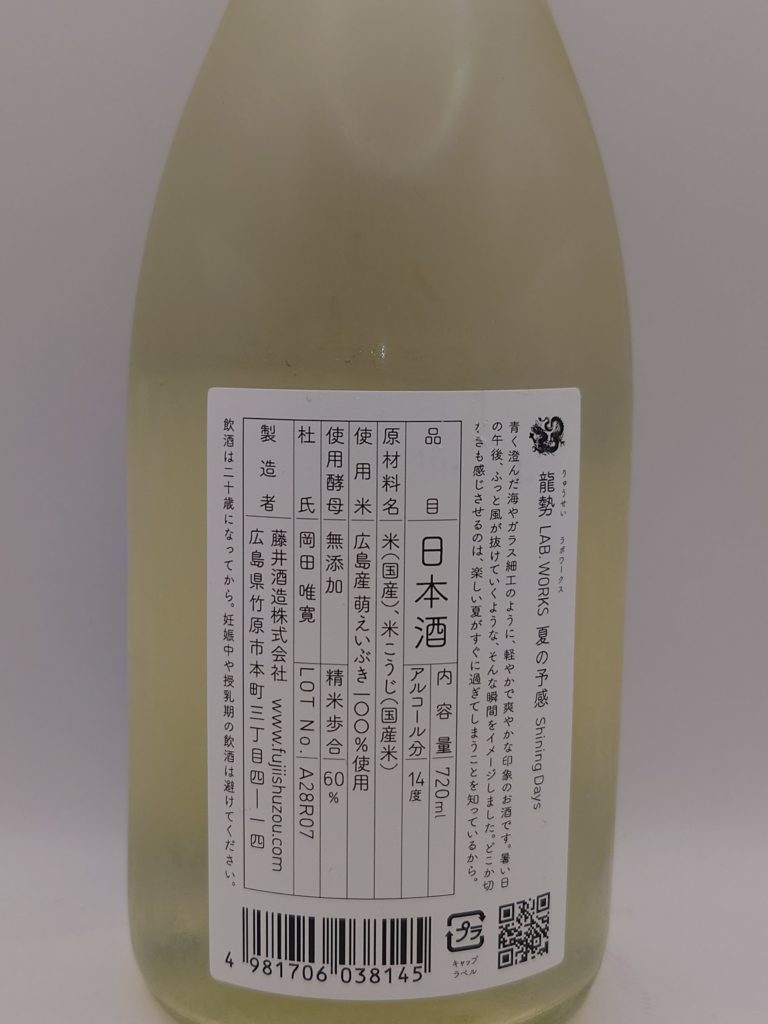 りゅうせい ラボワークス
龍勢 LAB. WORKS 夏の予感 Shining Days
青く澄んだ海やガラス細工のように、軽やかで爽やかな印象のお酒です。暑い日
の午後、ふっと風が抜けていくような、そんな瞬間をイメージしました。どこか切
なさも感じさせるのは、楽しい夏がすぐに過ぎてしまうことを知っているから。
品目 日本酒 内容量 720ml
アルコール分 14度
原材料名 米(国産)、米こうじ(国産米)
使用米 広島産 萌えいぶき 一〇〇%使用
使用酵母 無添加 精米歩合 60%
杜氏 岡田 唯寛 LOT No. A28R07
製造者 藤井酒造株式会社 www.fujiishuzou.com
広島県竹原市本町三丁目四―一四
飲酒は二十歳になってから。妊娠中や授乳期の飲酒は避けてください。
4 981706 038145
プラ
キャップ
ラベル